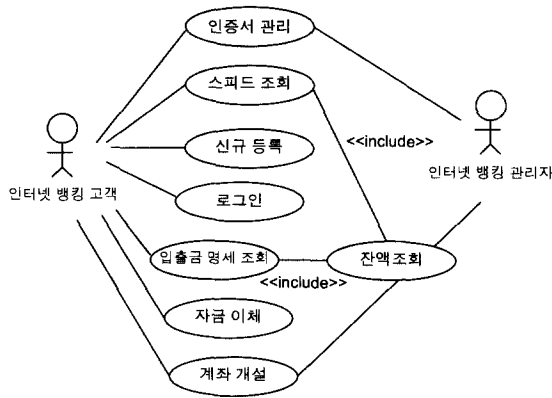 인증서 관리
스피드 조회
<<include>>
신규 등록
인터넷 뱅킹 고객
인터넷 뱅킹 관리자
로그인
입출금 명세 조회
잔액조회
<<include>>
자금 이체
계좌 개설